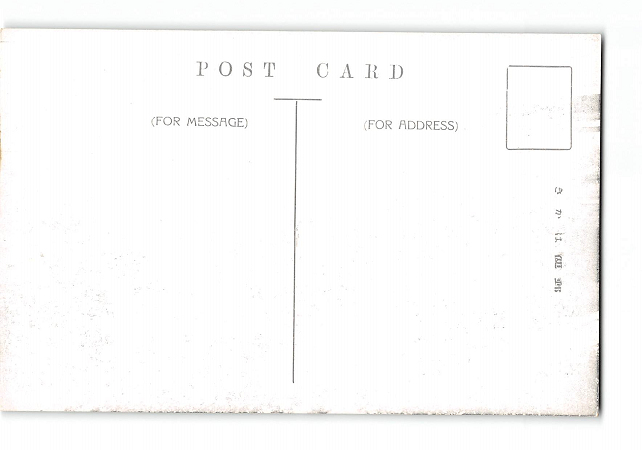 POST CARD
(FOR MESSAGE)
(FOR ADDRESS)